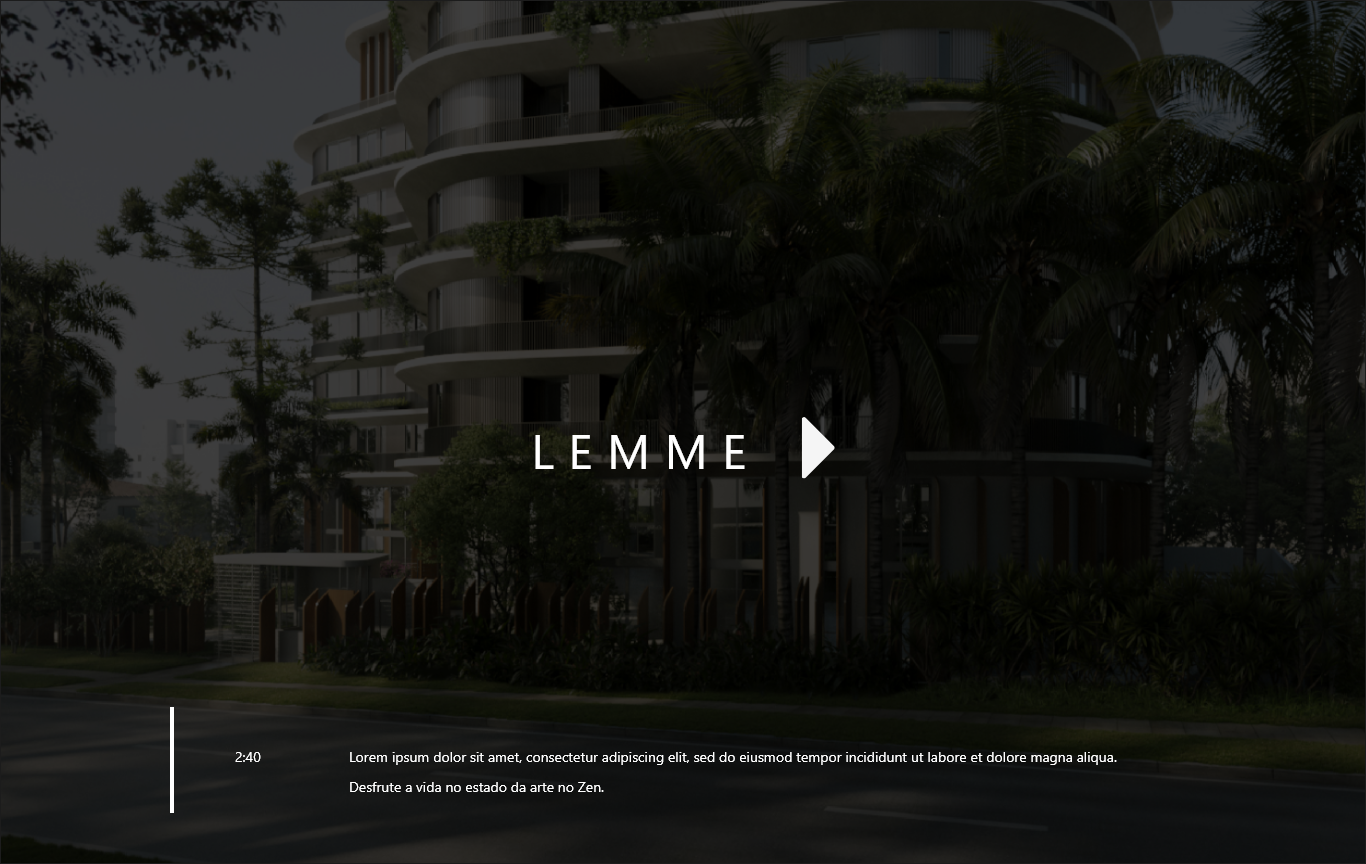 LEMME
2:40
Lorem ipsum dolor sit amet, consectetur adipiscing elit, sed do eiusmod tempor incididunt ut labore et dolore magna aliqua.
Desfrute a vida no estado da arte no Zen.